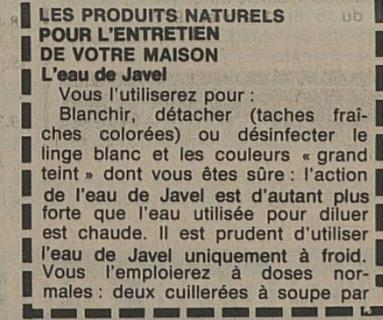 LES PRODUITS NATURELS
POUR L'ENTRETIEN
DE VOTRE MAISON
L'eau de Javel
Vous l'utiliserez pour :
Blanchir, détacher (taches fraî-
ches colorées) ou désinfecter le
linge blanc et les couleurs « grand
teint » dont vous êtes sûre : l'action
de l'eau de Javel est d'autant plus
forte que l'eau utilisée pour diluer
est chaude. Il est prudent d'utiliser
l'eau de Javel uniquement à froid.
Vous l'emploierez à doses nor-
males : deux cuillerées à soupe par